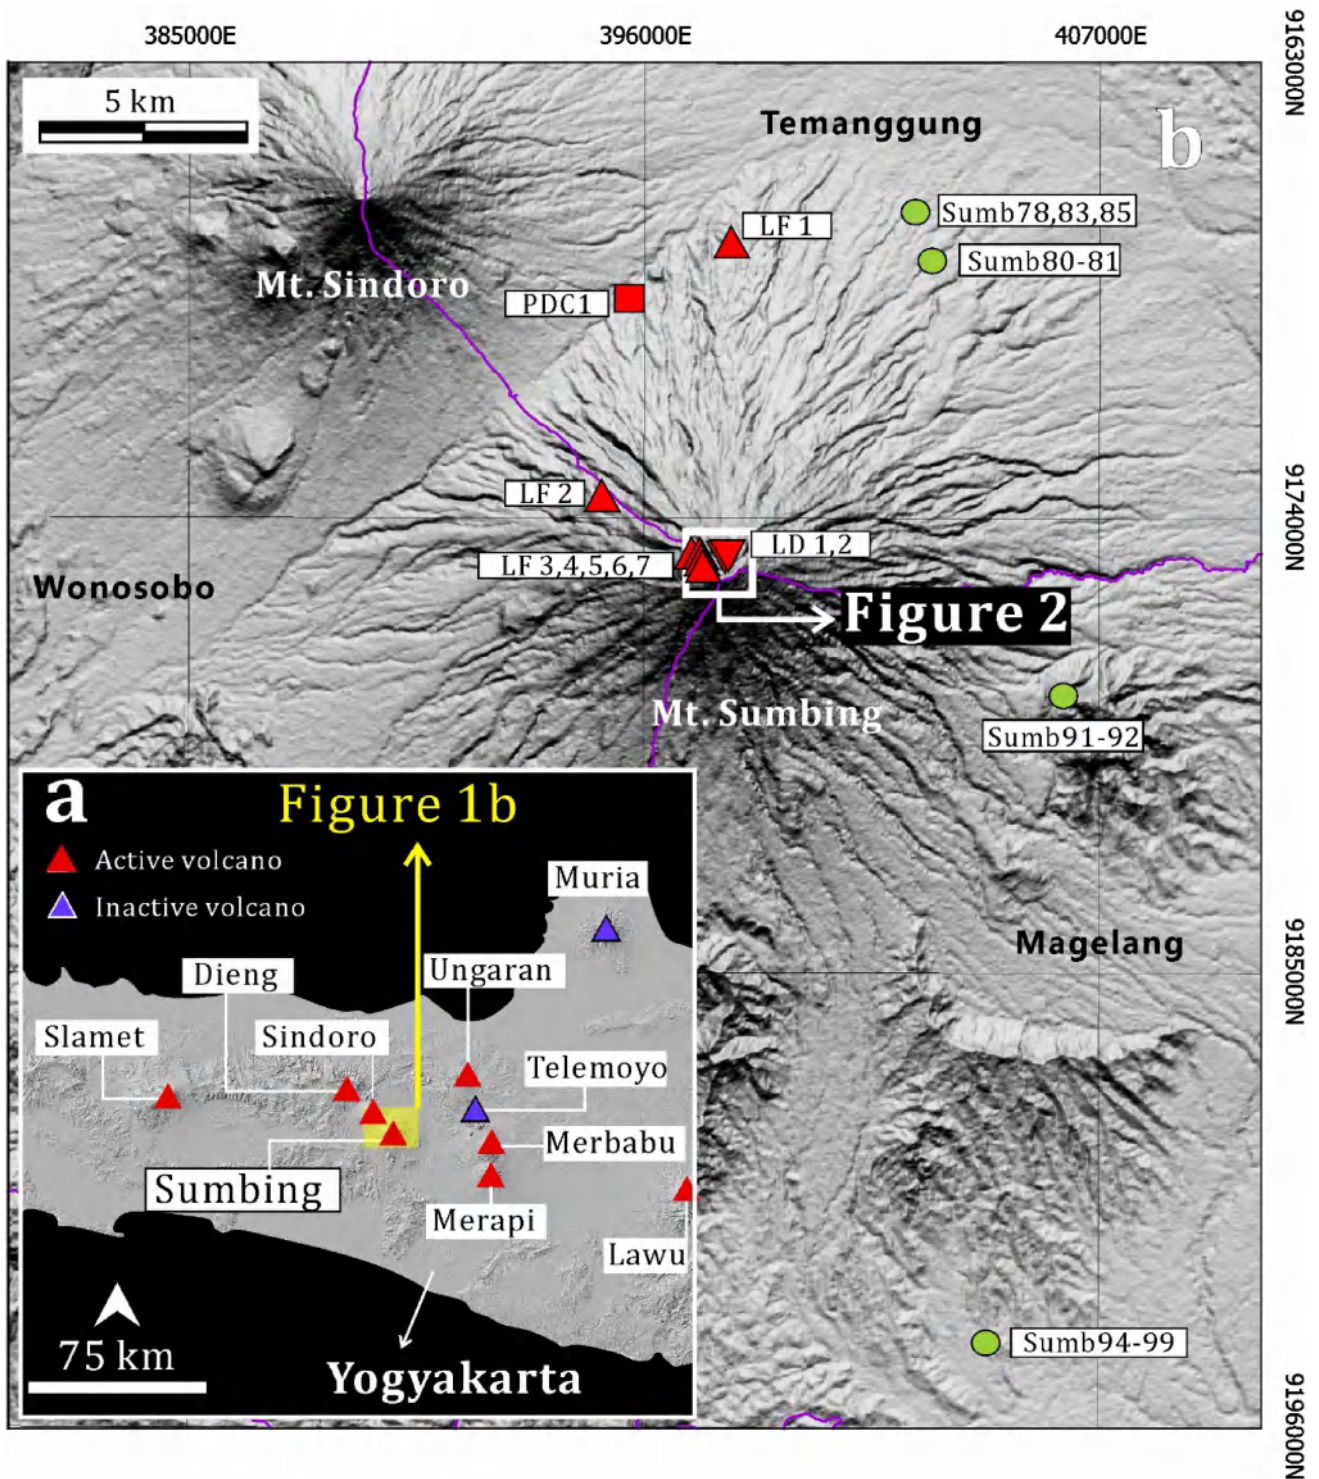 385000E
396000E
407000E
9163000N
5 km
Temanggung
b
LF 1
Sumb78,83,85
Sumb80-81
Mt. Sindoro
PDC1
LF 2
9174000N
LD 1,2
LF 3,4,5,6,7
Wonosobo
Figure 2
Mt. Sumbing
Sumb91-92
a
Figure 1b
Active volcano
Inactive volcano
Muria
Magelang
Dieng
Ungaran
9185000N
Slamet
Sindoro
Telemoyo
Merbabu
Sumbing
Merapi
Lawu
75 km
Yogyakarta
Sumb94-99
9196000N